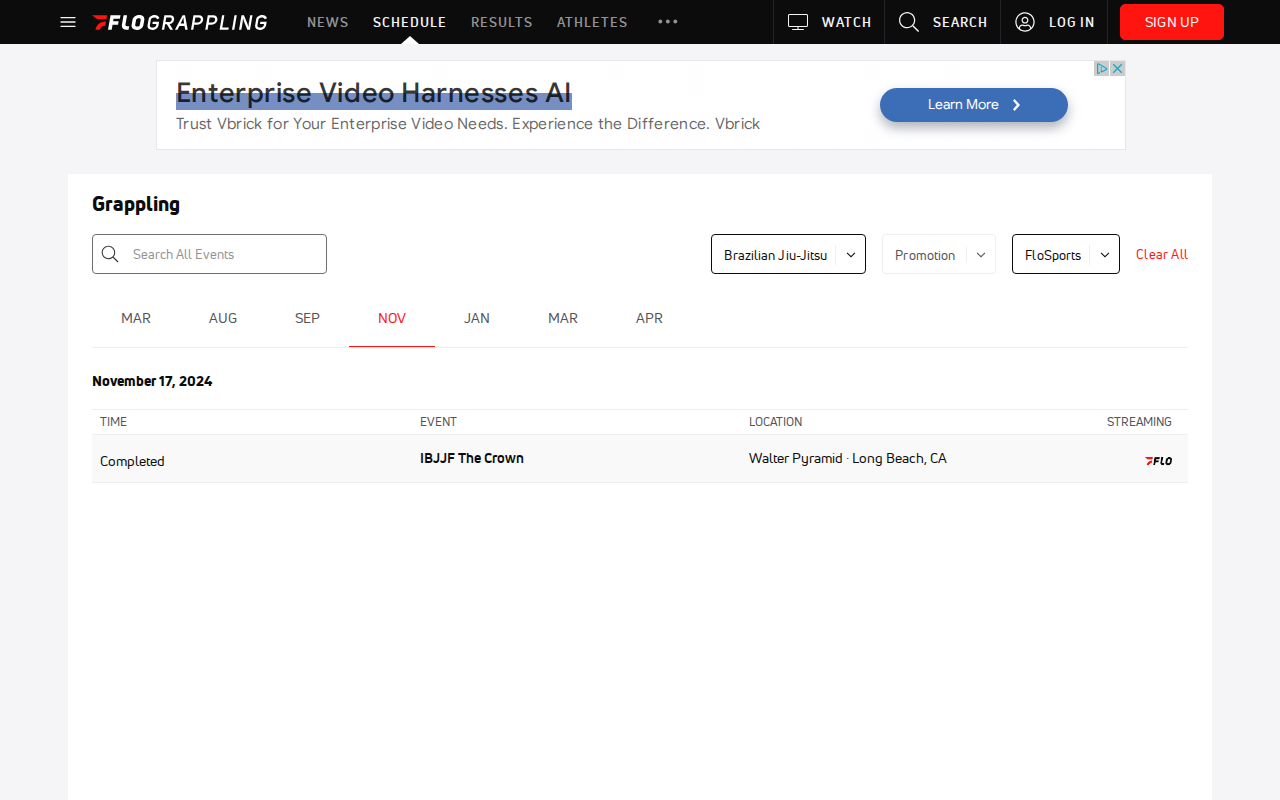 FLOGRAPPLING NEWS SCHEDULE RESULTS ATHLETES WATCH SEARCH LOG IN SIGN UP
Enterprise Video Harnesses AI
Trust Vbrick for Your Enterprise Video Needs. Experience the Difference. Vbrick
Learn More
Grappling
Search All Events
Brazilian Jiu-Jitsu Promotion FloSports Clear All
MAR AUG SEP NOV JAN MAR APR
November 17, 2024
TIME EVENT LOCATION STREAMING
Completed IBJJF The Crown Walter Pyramid · Long Beach, CA FLO